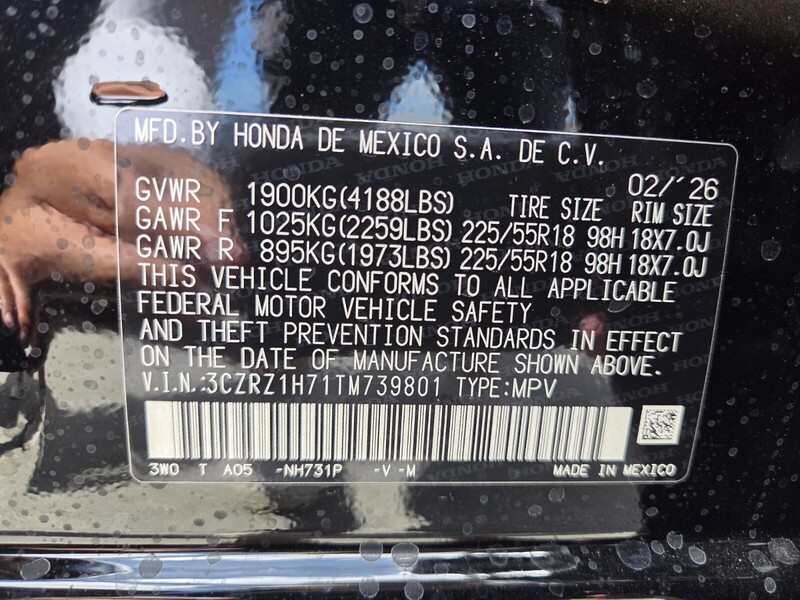 MFD.BY HONDA DE MEXICO S.A. DE C.V.
02/'26
GVWR 1900KG(4188LBS) TIRE SIZE RIM SIZE
GAWR F 1025KG(2259LBS) 225/55R18 98H 18X7.0J
GAWR R 895KG(1973LBS) 225/55R18 98H 18X7.0J
THIS VEHICLE CONFORMS TO ALL APPLICABLE
FEDERAL MOTOR VEHICLE SAFETY
AND THEFT PREVENTION STANDARDS IN EFFECT
ON THE DATE OF MANUFACTURE SHOWN ABOVE.
V.I.N.:3CZRZ1H71TM739801 TYPE:MPV
3W0 T A05 -NH731P -V -M MADE IN MEXICO